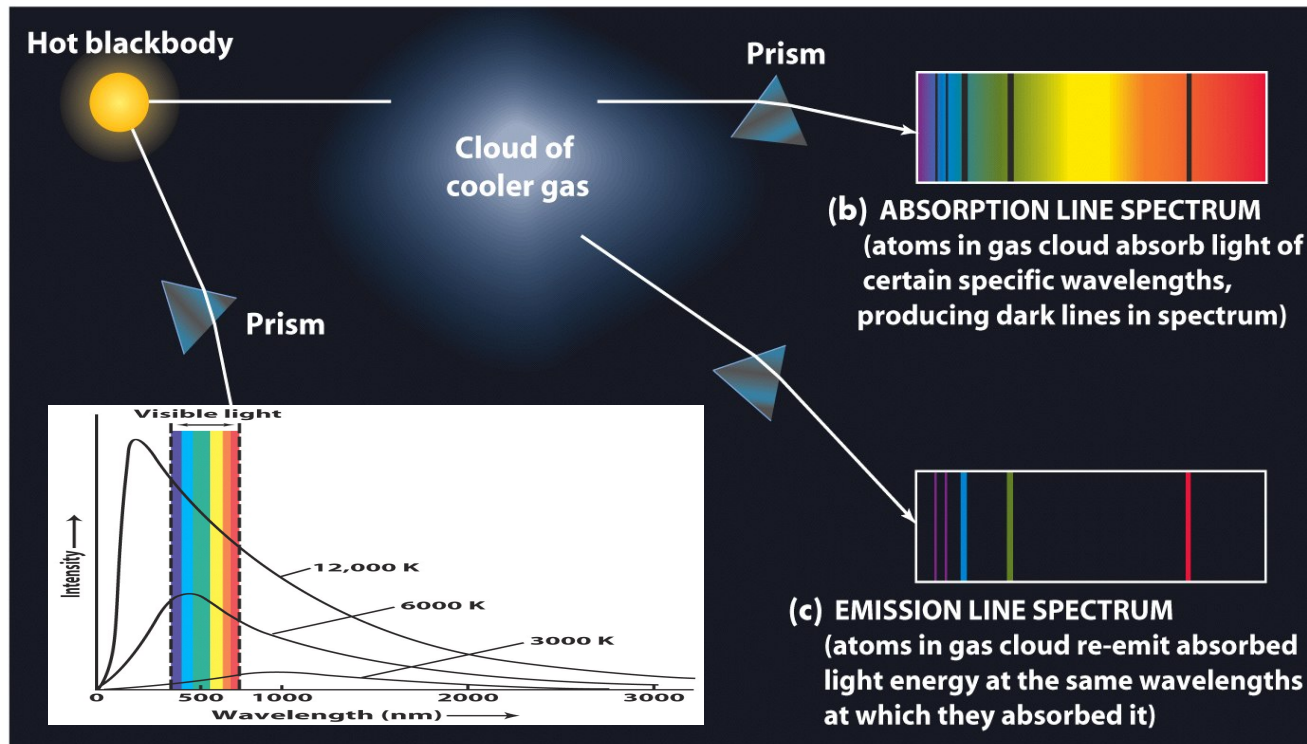 Hot blackbody
Prism
Cloud of
cooler gas
(b) ABSORPTION LINE SPECTRUM
(atoms in gas cloud absorb light of
certain specific wavelengths,
producing dark lines in spectrum)
Prism
Visible light
Intensity
12,000 K
6000 K
3000 K
0 500 1000 2000 3000
Wavelength (nm)
(c) EMISSION LINE SPECTRUM
(atoms in gas cloud re-emit absorbed
light energy at the same wavelengths
at which they absorbed it)